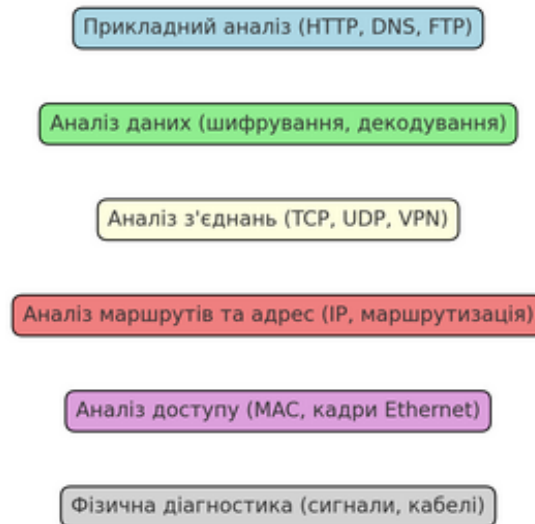 Прикладний аналіз (HTTP, DNS, FTP)
Аналіз даних (шифрування, декодування)
Аналіз з'єднань (TCP, UDP, VPN)
Аналіз маршрутів та адрес (IP, маршрутизація)
Аналіз доступу (MAC, кадри Ethernet)
Фізична діагностика (сигнали, кабелі)